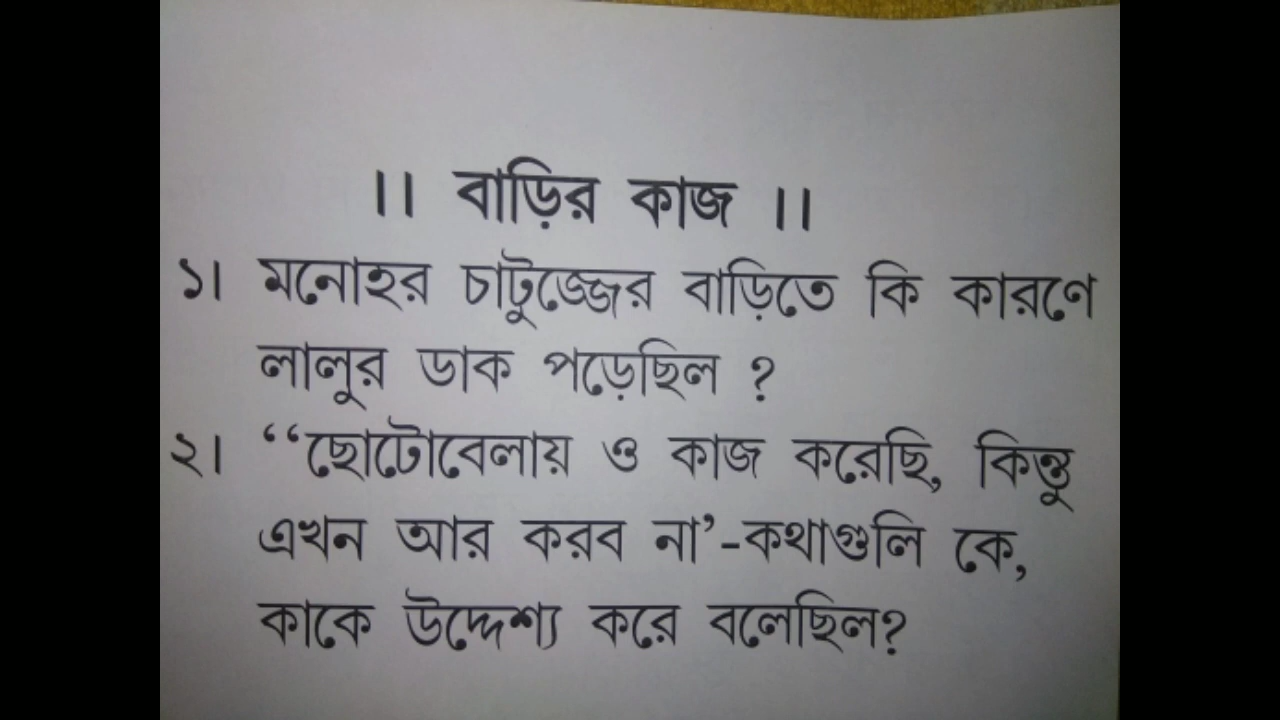 ।। বাড়ির কাজ ।।
১। মনোহর চাটুজ্জের বাড়িতে কি কারণে
লালুর ডাক পড়েছিল ?
২। ‘‘ছোটোবেলায় ও কাজ করেছি, কিন্তু
এখন আর করব না’-কথাগুলি কে,
কাকে উদ্দেশ্য করে বলেছিল?